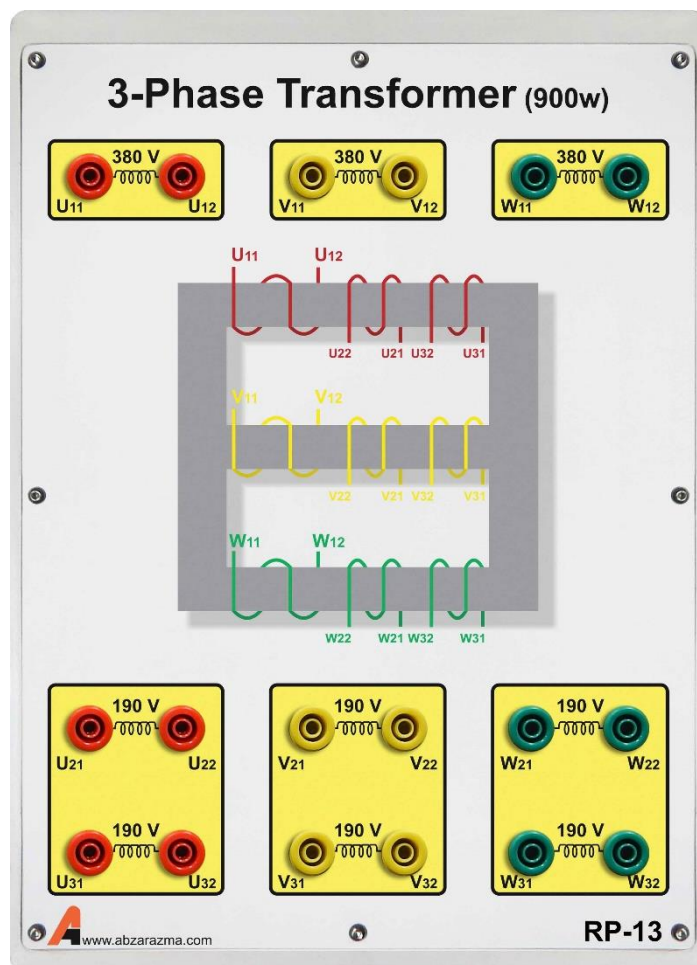 3-Phase Transformer (900w)
380 V 380 V 380 V
U11 U12 V11 V12 W11 W12
U11 U12
U22 U21 U32 U31
V11 V12
V22 V21 V32 V31
W11 W12
W22 W21 W32 W31
190 V 190 V 190 V
U21 U22 V21 V22 W21 W22
190 V 190 V 190 V
U31 U32 V31 V32 W31 W32
www.abzarazma.com RP-13